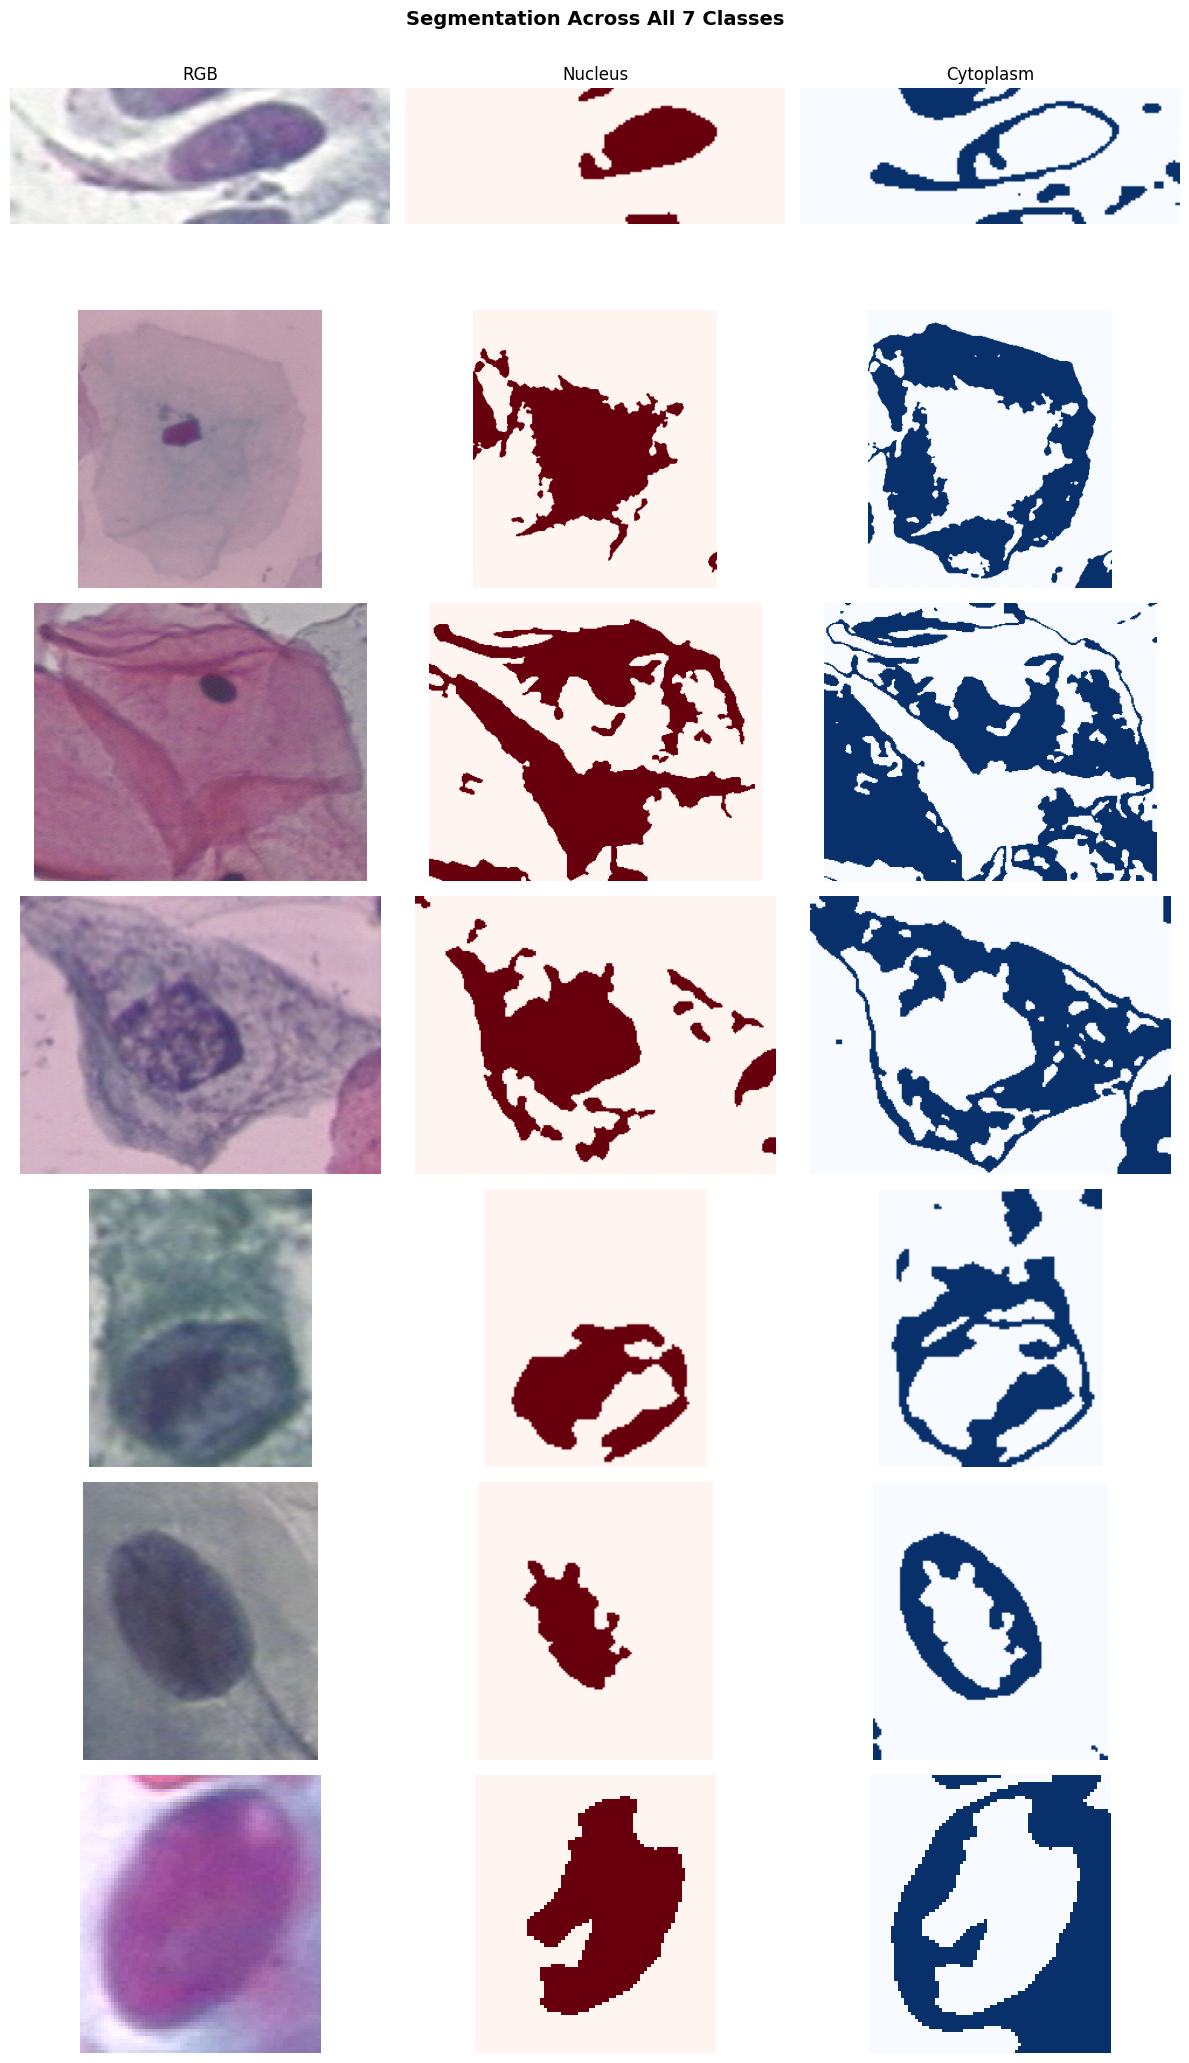 Segmentation Across All 7 Classes
RGB
Nucleus
Cytoplasm